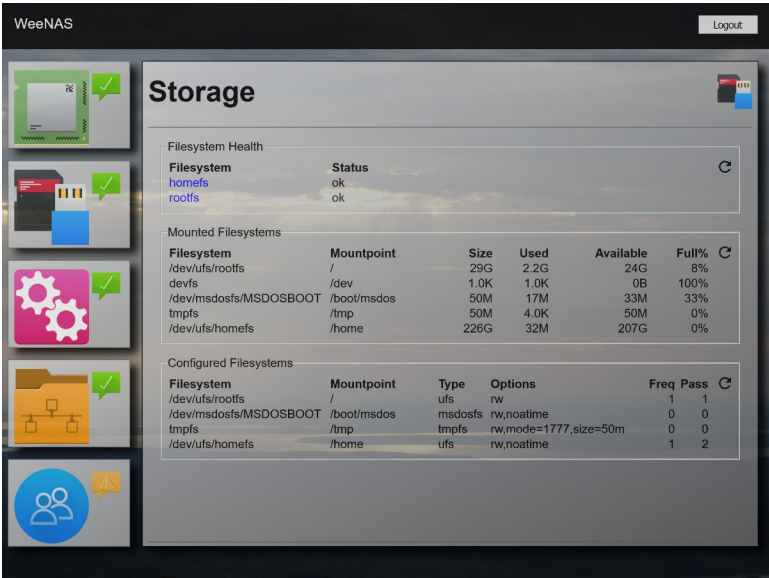 WeeNAS Logout
Storage
Filesystem Health
Filesystem Status
homefs ok
rootfs ok
Mounted Filesystems
Filesystem Mountpoint Size Used Available Full%
/dev/ufs/rootfs / 29G 2.2G 24G 8%
devfs /dev 1.0K 1.0K 0B 100%
/dev/msdosfs/MSDOSBOOT /boot/msdos 50M 17M 33M 33%
tmpfs /tmp 50M 4.0K 50M 0%
/dev/ufs/homefs /home 226G 32M 207G 0%
Configured Filesystems
Filesystem Mountpoint Type Options Freq Pass
/dev/ufs/rootfs / ufs rw 1 1
/dev/msdosfs/MSDOSBOOT /boot/msdos msdosfs rw,noatime 0 0
tmpfs /tmp tmpfs rw,mode=1777,size=50m 0 0
/dev/ufs/homefs /home ufs rw,noatime 1 2